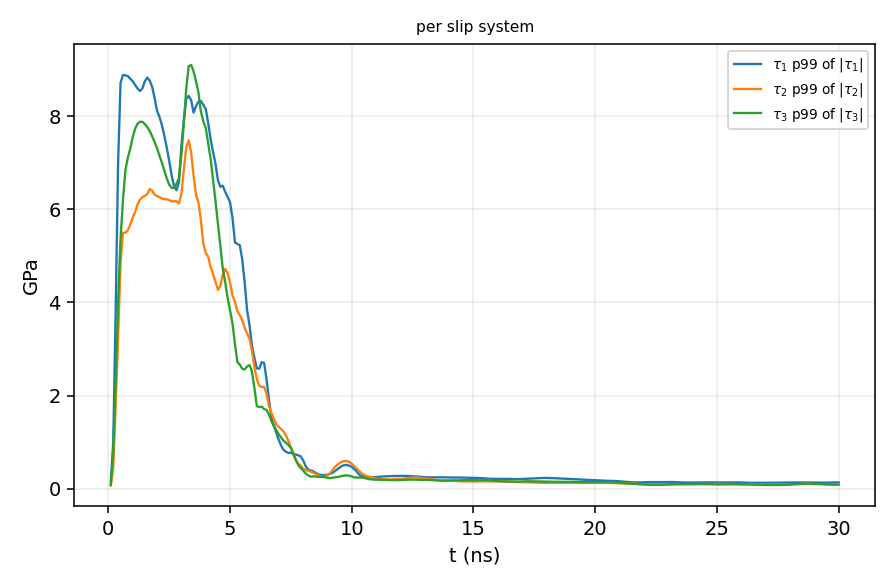 per slip system
τ₁ p99 of |τ₁|
τ₂ p99 of |τ₂|
τ₃ p99 of |τ₃|
GPa
8
6
4
2
0
0 5 10 15 20 25 30
t (ns)